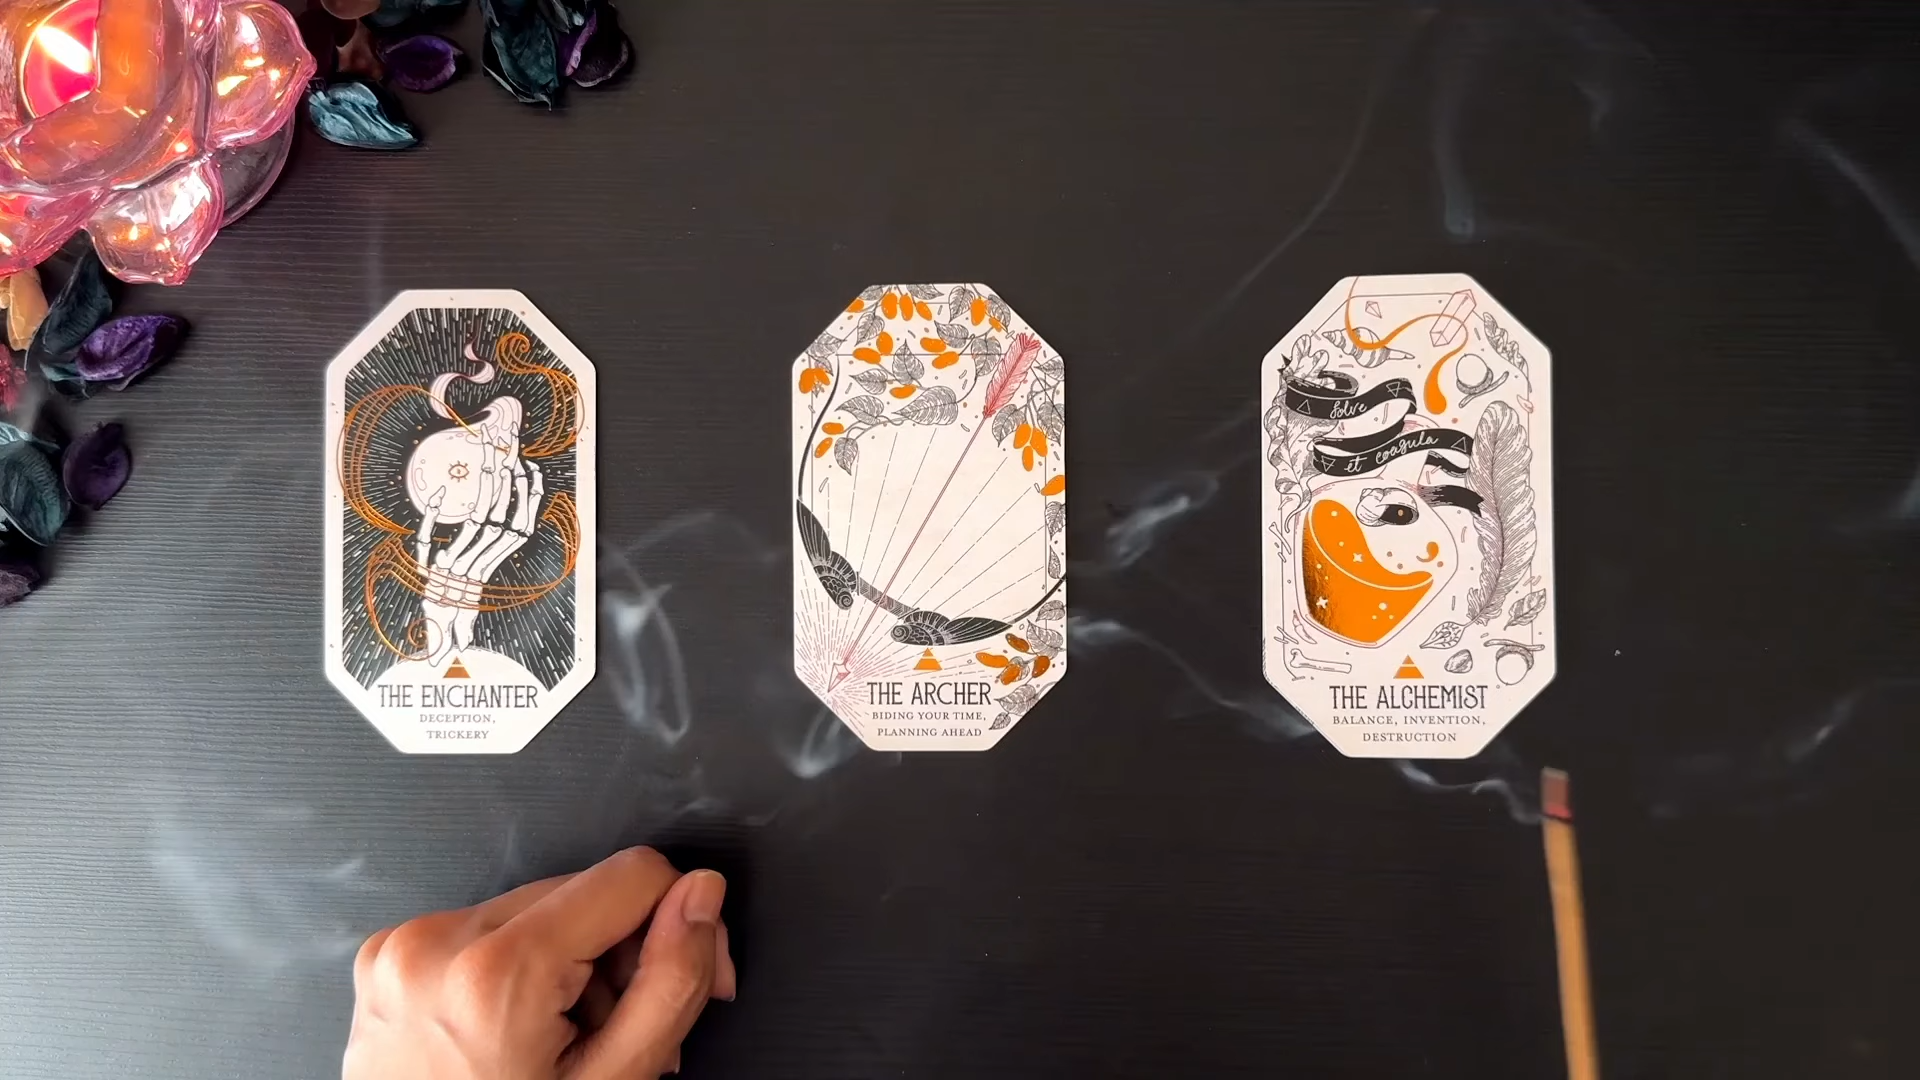 THE ENCHANTER
DECEPTION,
TRICKERY
THE ARCHER
BIDING YOUR TIME,
PLANNING AHEAD
Solve
et coagula
THE ALCHEMIST
BALANCE, INVENTION,
DESTRUCTION